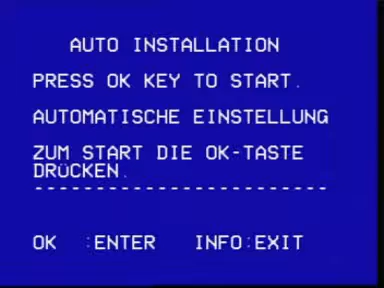 AUTO INSTALLATION
PRESS OK KEY TO START.
AUTOMATISCHE EINSTELLUNG
ZUM START DIE OK-TASTE
DRÜCKEN.
------------------------
OK :ENTER INFO:EXIT